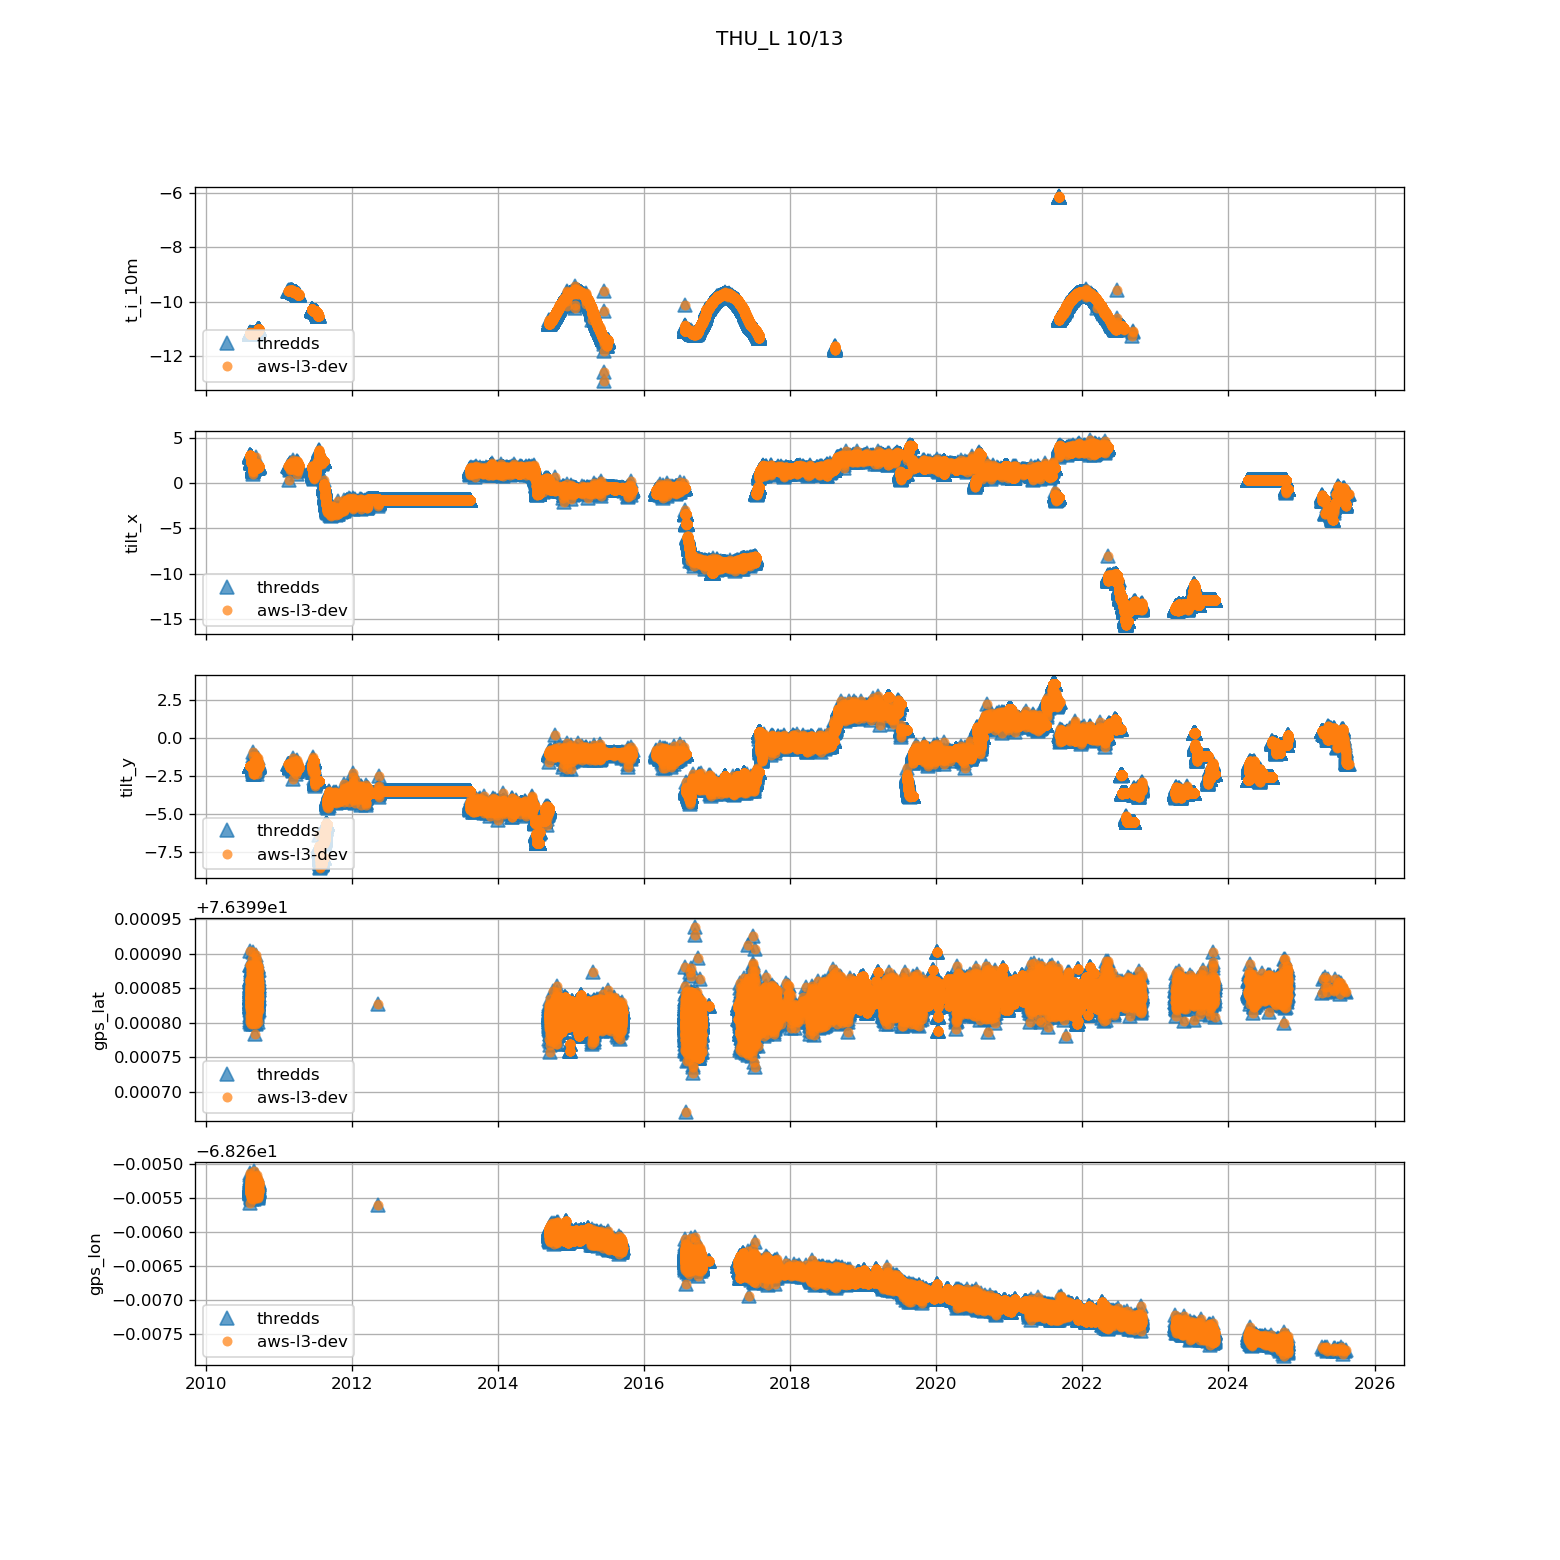 THU_L 10/13
−6
−8
−10
−12
t_i_10m
thredds
aws-l3-dev
5
0
−5
−10
−15
tilt_x
thredds
aws-l3-dev
2.5
0.0
−2.5
−5.0
−7.5
tilt_y
thredds
aws-l3-dev
+7.6399e1
0.00095
0.00090
0.00085
0.00080
0.00075
0.00070
gps_lat
thredds
aws-l3-dev
−6.826e1
−0.0050
−0.0055
−0.0060
−0.0065
−0.0070
−0.0075
gps_lon
thredds
aws-l3-dev
2010 2012 2014 2016 2018 2020 2022 2024 2026